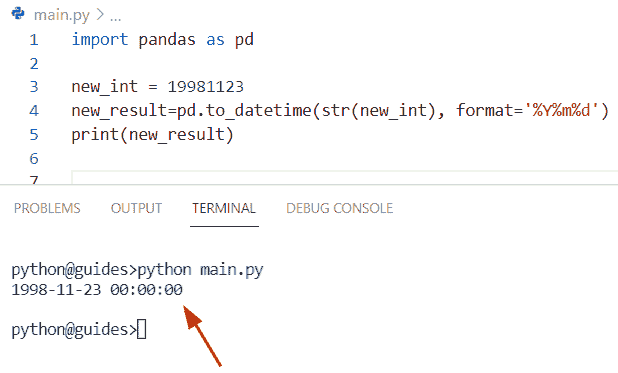 main.py > ...
1 import pandas as pd
2
3 new_int = 19981123
4 new_result=pd.to_datetime(str(new_int), format='%Y%m%d')
5 print(new_result)
6
7
PROBLEMS OUTPUT TERMINAL DEBUG CONSOLE
python@guides>python main.py
1998-11-23 00:00:00
python@guides>